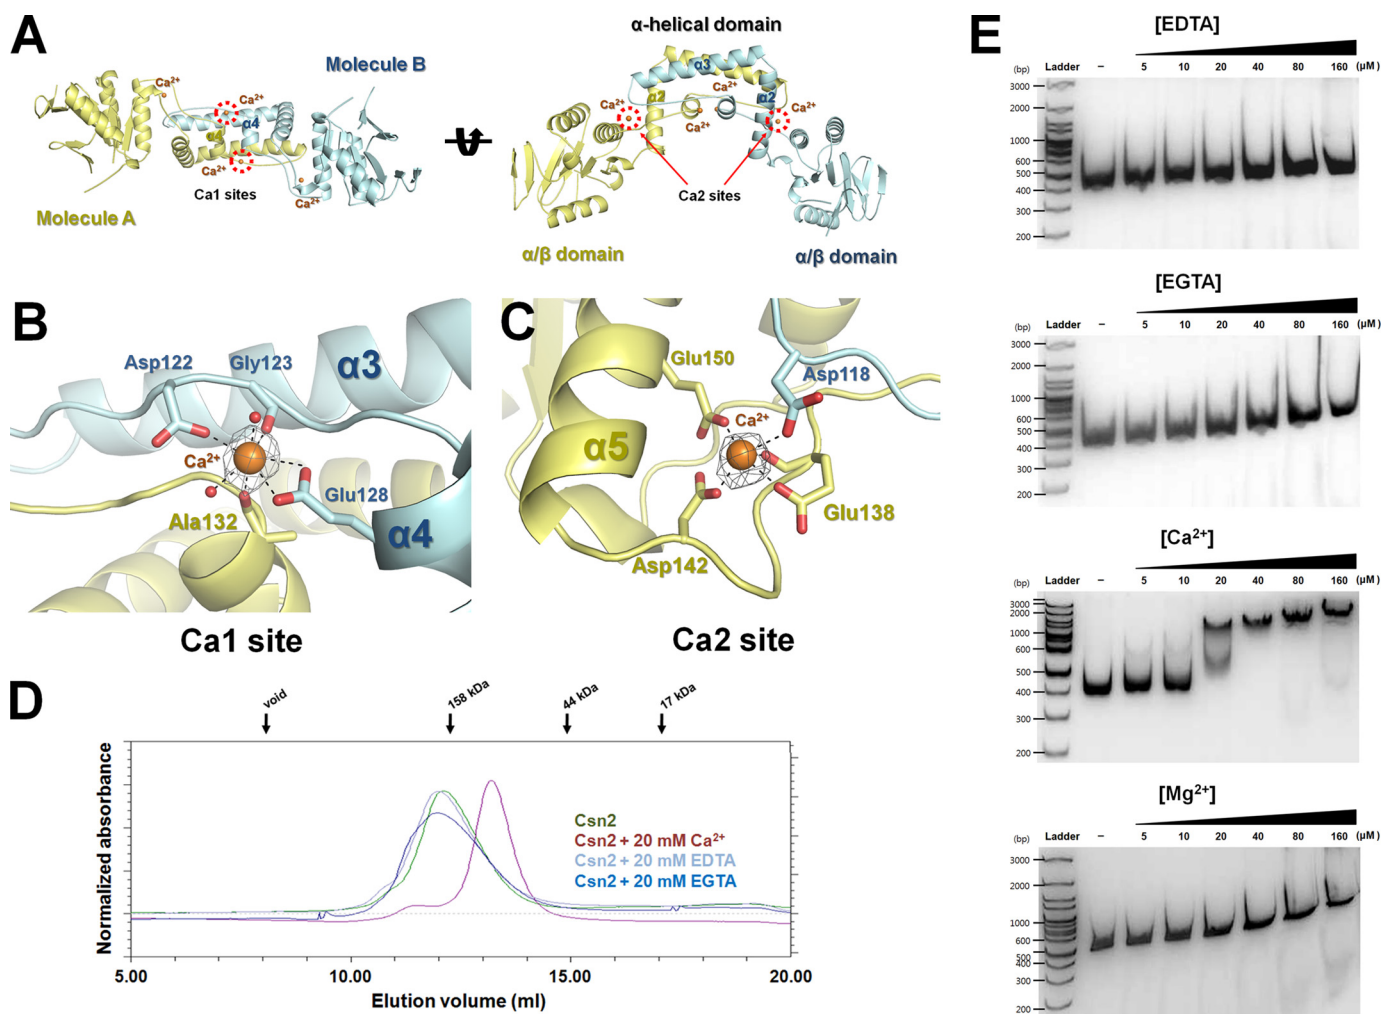 A
Molecule B
Ca²⁺
Ca²⁺
α4
α4
Ca²⁺
Ca²⁺
Ca1 sites
Molecule A
α-helical domain
α3
α2
α2
Ca²⁺
Ca²⁺
Ca²⁺
Ca2 sites
α/β domain
α/β domain
B
Asp122
Gly123
α3
Ca²⁺
Glu128
Ala132
α4
Ca1 site
C
Glu150
Asp118
Ca²⁺
α5
Glu138
Asp142
Ca2 site
D
void
158 kDa
44 kDa
17 kDa
Normalized absorbance
Csn2
Csn2 + 20 mM Ca²⁺
Csn2 + 20 mM EDTA
Csn2 + 20 mM EGTA
5.00 10.00 15.00 20.00
Elution volume (ml)
E
[EDTA]
(bp) Ladder – 5 10 20 40 80 160 (μM)
3000
2000
1000
600
500
400
300
200
[EGTA]
(bp) Ladder – 5 10 20 40 80 160 (μM)
3000
2000
1000
600
500
400
300
200
[Ca²⁺]
(bp) Ladder – 5 10 20 40 80 160 (μM)
3000
2000
1000
600
500
400
300
200
[Mg²⁺]
(bp) Ladder – 5 10 20 40 80 160 (μM)
3000
2000
1000
600
500
400
300
200